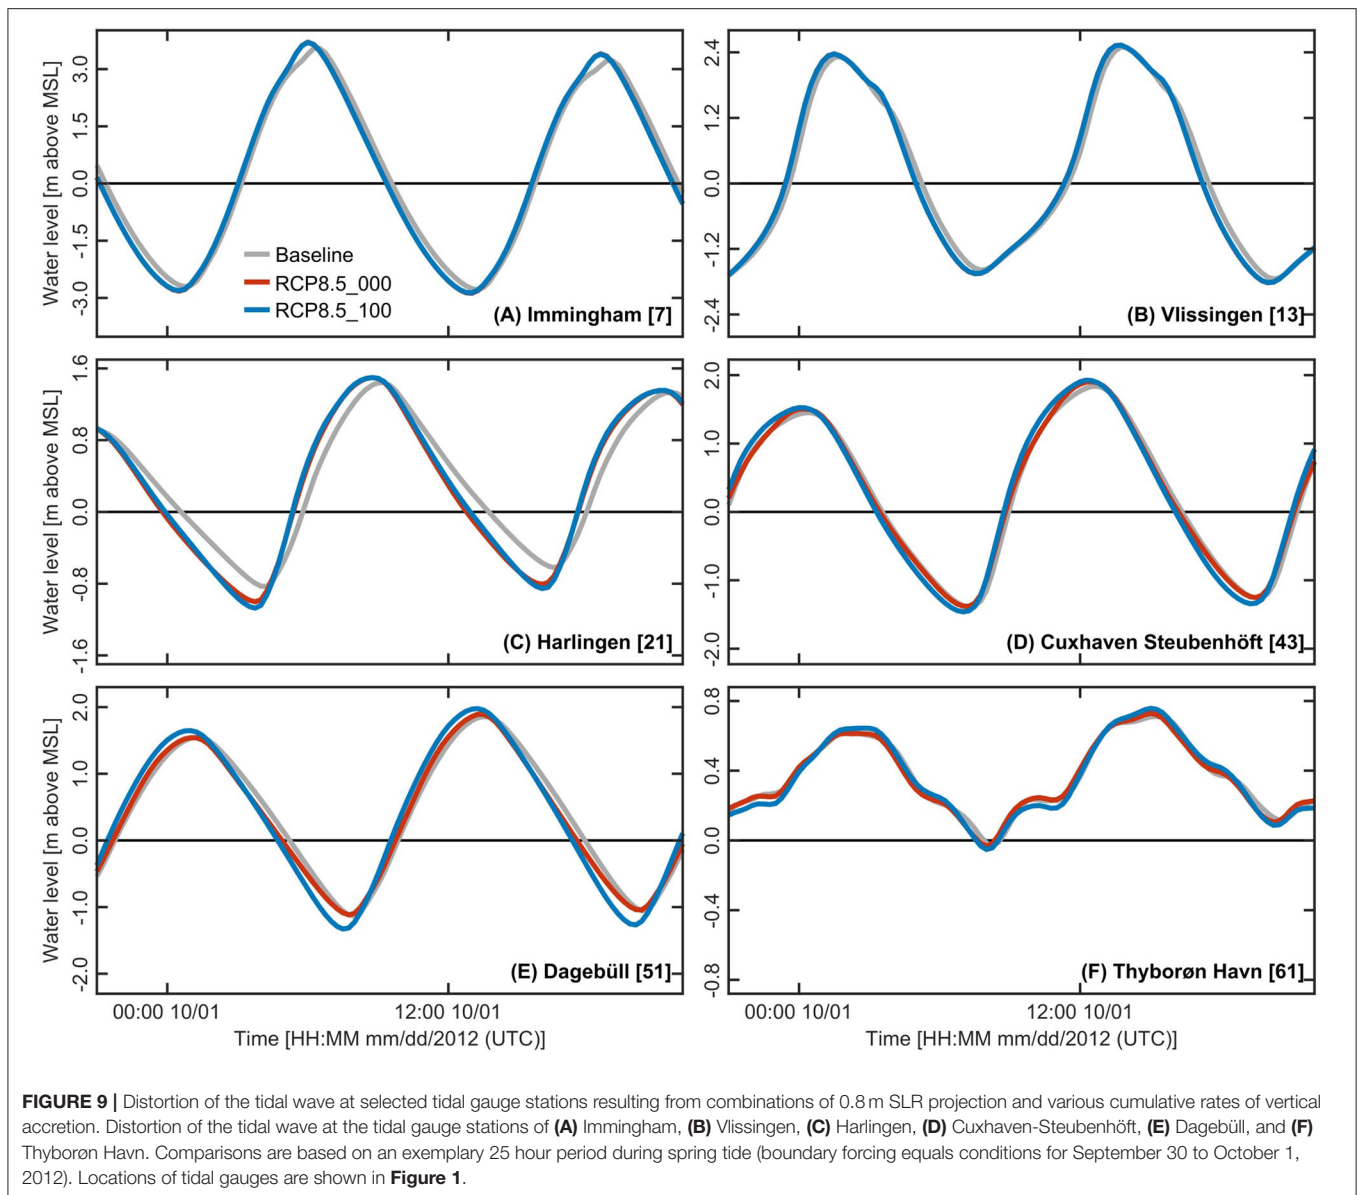 Water level [m above MSL]
3.0
1.5
0.0
-1.5
-3.0
Baseline
RCP8.5_000
RCP8.5_100
(A) Immingham [7]
2.4
1.2
0.0
-1.2
-2.4
(B) Vlissingen [13]
Water level [m above MSL]
1.6
0.8
0.0
-0.8
-1.6
(C) Harlingen [21]
2.0
1.0
0.0
-1.0
-2.0
(D) Cuxhaven Steubenhöft [43]
Water level [m above MSL]
2.0
1.0
0.0
-1.0
-2.0
(E) Dagebüll [51]
00:00 10/01
12:00 10/01
Time [HH:MM mm/dd/2012 (UTC)]
0.8
0.4
0.0
-0.4
-0.8
(F) Thyborøn Havn [61]
00:00 10/01
12:00 10/01
Time [HH:MM mm/dd/2012 (UTC)]
FIGURE 9 | Distortion of the tidal wave at selected tidal gauge stations resulting from combinations of 0.8 m SLR projection and various cumulative rates of vertical
accretion. Distortion of the tidal wave at the tidal gauge stations of (A) Immingham, (B) Vlissingen, (C) Harlingen, (D) Cuxhaven-Steubenhöft, (E) Dagebüll, and (F)
Thyborøn Havn. Comparisons are based on an exemplary 25 hour period during spring tide (boundary forcing equals conditions for September 30 to October 1,
2012). Locations of tidal gauges are shown in Figure 1.